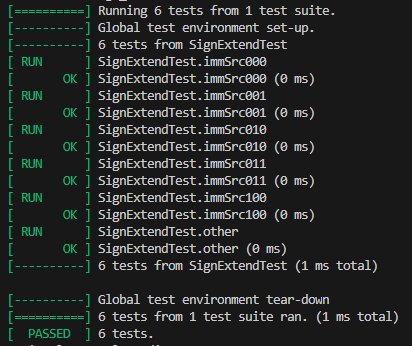 [==========] Running 6 tests from 1 test suite.
[----------] Global test environment set-up.
[----------] 6 tests from SignExtendTest
[ RUN      ] SignExtendTest.immSrc000
[       OK ] SignExtendTest.immSrc000 (0 ms)
[ RUN      ] SignExtendTest.immSrc001
[       OK ] SignExtendTest.immSrc001 (0 ms)
[ RUN      ] SignExtendTest.immSrc010
[       OK ] SignExtendTest.immSrc010 (0 ms)
[ RUN      ] SignExtendTest.immSrc011
[       OK ] SignExtendTest.immSrc011 (0 ms)
[ RUN      ] SignExtendTest.immSrc100
[       OK ] SignExtendTest.immSrc100 (0 ms)
[ RUN      ] SignExtendTest.other
[       OK ] SignExtendTest.other (0 ms)
[----------] 6 tests from SignExtendTest (1 ms total)

[----------] Global test environment tear-down
[==========] 6 tests from 1 test suite ran. (1 ms total)
[  PASSED  ] 6 tests.